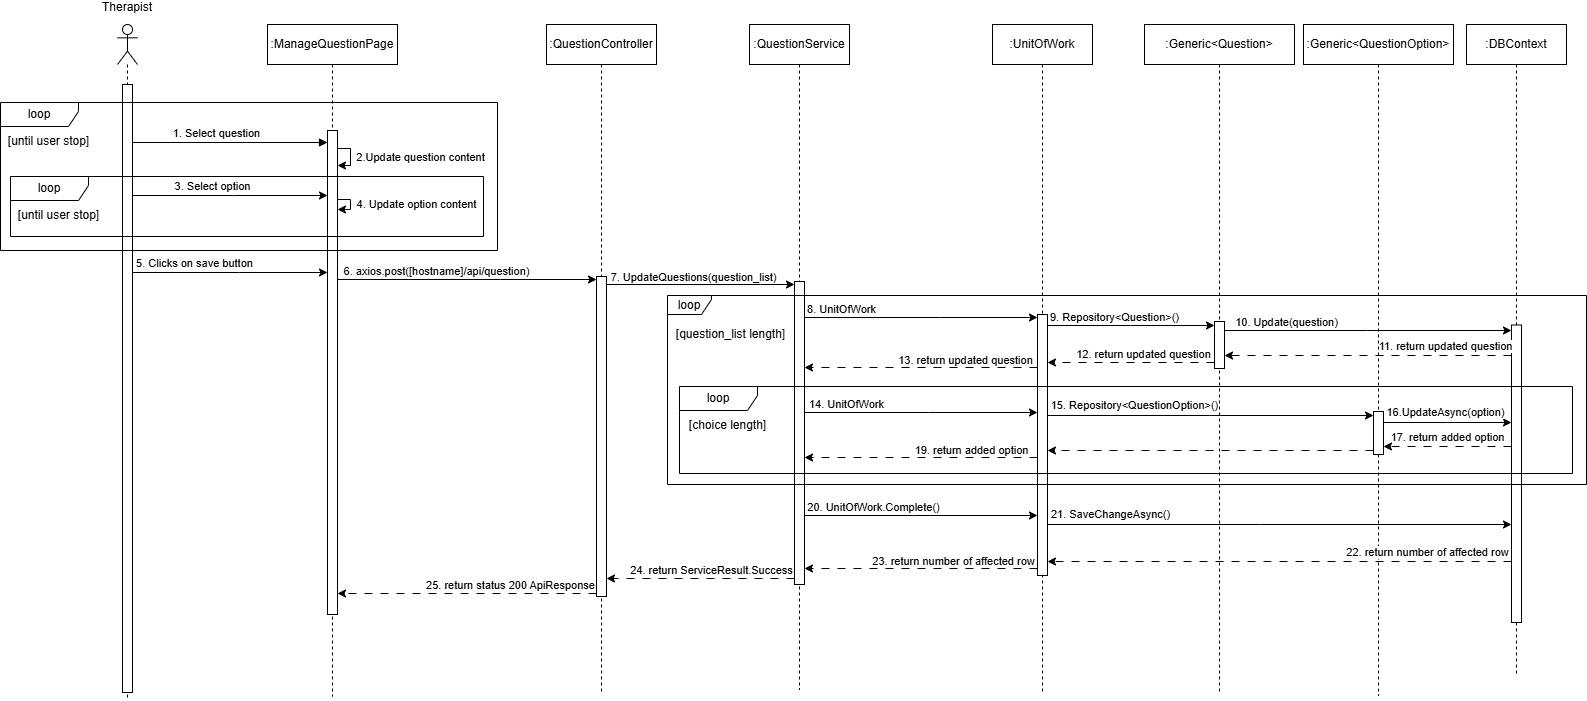 Therapist
:ManageQuestionPage
:QuestionController
:QuestionService
:UnitOfWork
:Generic<Question>
:Generic<QuestionOption>
:DBContext
loop
[until user stop]
1. Select question
2.Update question content
loop
[until user stop]
3. Select option
4. Update option content
5. Clicks on save button
6. axios.post([hostname]/api/question)
7. UpdateQuestions(question_list)
loop
[question_list length]
8. UnitOfWork
9. Repository<Question>()
10. Update(question)
11. return updated question
12. return updated question
13. return updated question
loop
[choice length]
14. UnitOfWork
15. Repository<QuestionOption>()
16.UpdateAsync(option)
17. return added option
19. return added option
20. UnitOfWork.Complete()
21. SaveChangeAsync()
22. return number of affected row
23. return number of affected row
24. return ServiceResult.Success
25. return status 200 ApiResponse